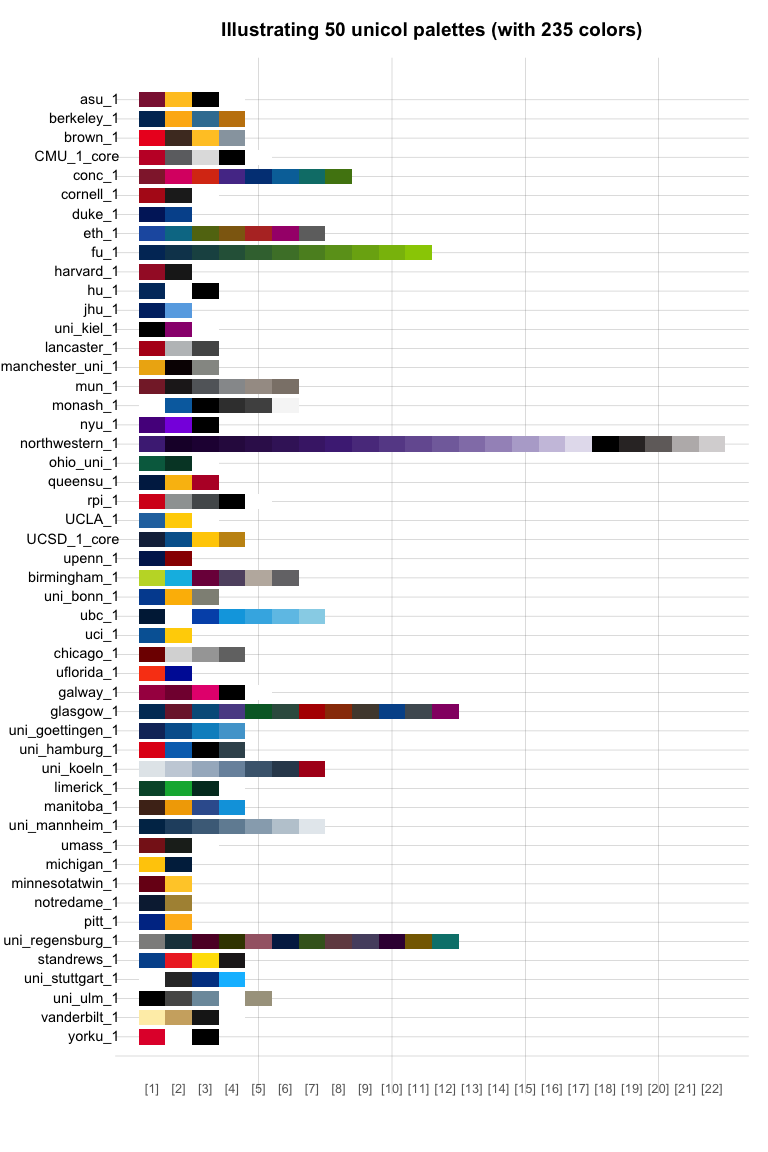 Illustrating 50 unicol palettes (with 235 colors)
asu_1
berkeley_1
brown_1
CMU_1_core
conc_1
cornell_1
duke_1
eth_1
fu_1
harvard_1
hu_1
jhu_1
uni_kiel_1
lancaster_1
manchester_uni_1
mun_1
monash_1
nyu_1
northwestern_1
ohio_uni_1
queensu_1
rpi_1
UCLA_1
UCSD_1_core
upenn_1
birmingham_1
uni_bonn_1
ubc_1
uci_1
chicago_1
uflorida_1
galway_1
glasgow_1
uni_goettingen_1
uni_hamburg_1
uni_koeln_1
limerick_1
manitoba_1
uni_mannheim_1
umass_1
michigan_1
minnesotatwin_1
notredame_1
pitt_1
uni_regensburg_1
standrews_1
uni_stuttgart_1
uni_ulm_1
vanderbilt_1
yorku_1
[1] [2] [3] [4] [5] [6] [7] [8] [9] [10] [11] [12] [13] [14] [15] [16] [17] [18] [19] [20] [21] [22]